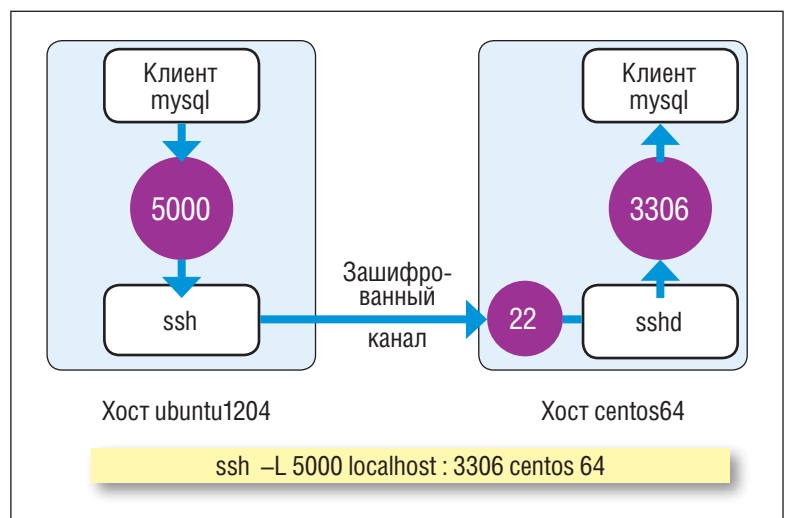 Клиент
mysql
5000
ssh
Зашифро-
ванный
канал
Клиент
mysql
3306
22
sshd
Хост ubuntu1204
Хост centos64
ssh –L 5000 localhost : 3306 centos 64